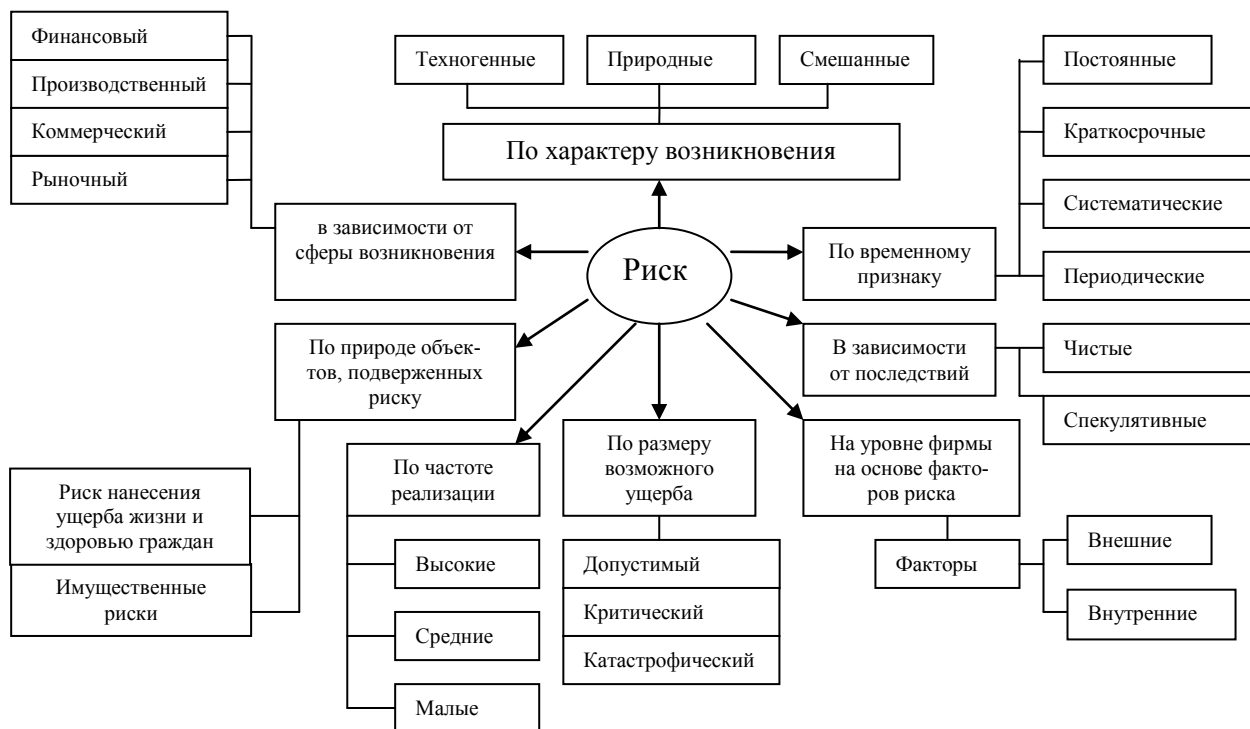 Финансовый
Производственный
Коммерческий
Рыночный
Техногенные
Природные
Смешанные
По характеру возникновения
Постоянные
Краткосрочные
Систематические
Периодические
в зависимости от
сферы возникновения
Риск
По временному
признаку
По природе объек-
тов, подверженных
риску
В зависимости
от последствий
Чистые
Спекулятивные
По частоте
реализации
По размеру
возможного
ущерба
На уровне фирмы
на основе факто-
ров риска
Риск нанесения
ущерба жизни и
здоровью граждан
Имущественные
риски
Высокие
Средние
Малые
Допустимый
Критический
Катастрофический
Факторы
Внешние
Внутренние